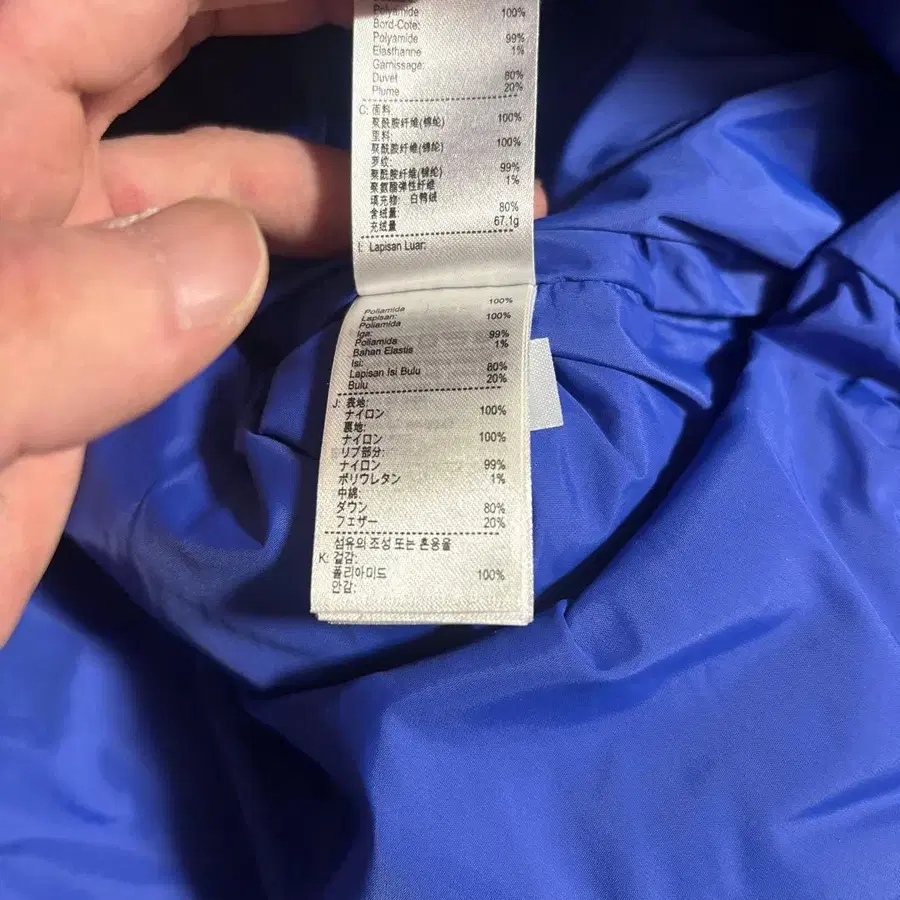 Polyamide 100%
Bord-Cote:
Polyamide 99%
Elasthanne 1%
Garnissage:
Duvet 80%
Plume 20%
C: 面料
聚酰胺纤维(锦纶) 100%
里料:
聚酰胺纤维(锦纶) 100%
罗纹:
聚酰胺纤维(锦纶) 99%
聚氨酯弹性纤维 1%
填充物: 白鸭绒
含绒量 80%
充绒量 67.1g
I: Lapisan Luar:
Poliamida 100%
Lapisan:
Poliamida 100%
Iga:
Poliamida 99%
Bahan Elastis 1%
Isi:
Lapisan Isi Bulu 80%
Bulu 20%
J: 表地:
ナイロン 100%
裏地:
ナイロン 100%
リブ部分:
ナイロン 99%
ポリウレタン 1%
中綿:
ダウン 80%
フェザー 20%
섬유의 조성 또는 혼용율
K: 겉감:
폴리아미드 100%
안감: